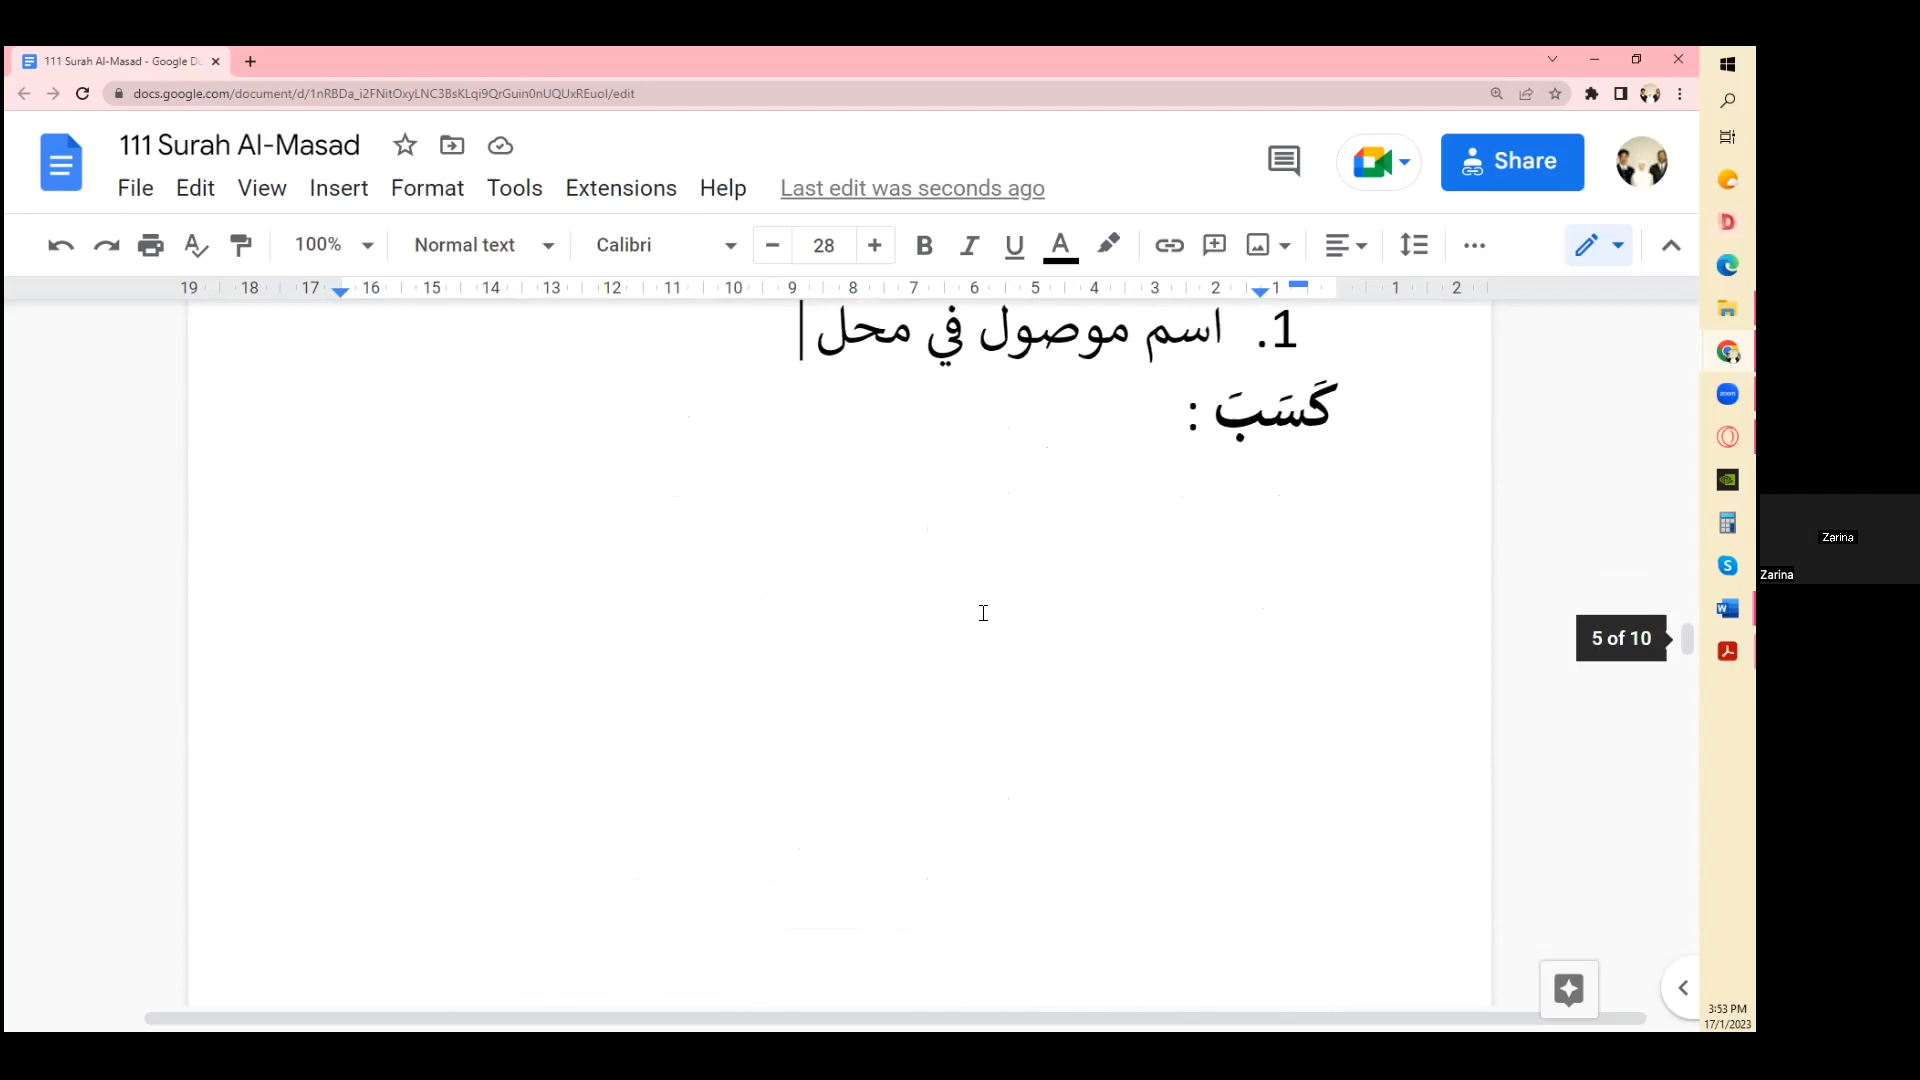 111 Surah Al-Masad - Google Do
docs.google.com/document/d/1nRBDa_i2FNitOxyLNC3BsKLqi9QrGuin0nUQUxREuoI/edit
111 Surah Al-Masad
Share
File Edit View Insert Format Tools Extensions Help Last edit was seconds ago
100% Normal text Calibri 28
19 18 17 16 15 14 13 12 11 10 9 8 7 6 5 4 3 2 1 1 2
1. اسم موصول في محل
كَسَبَ :
5 of 10
Zarina
Zarina
3:53 PM
17/1/2023